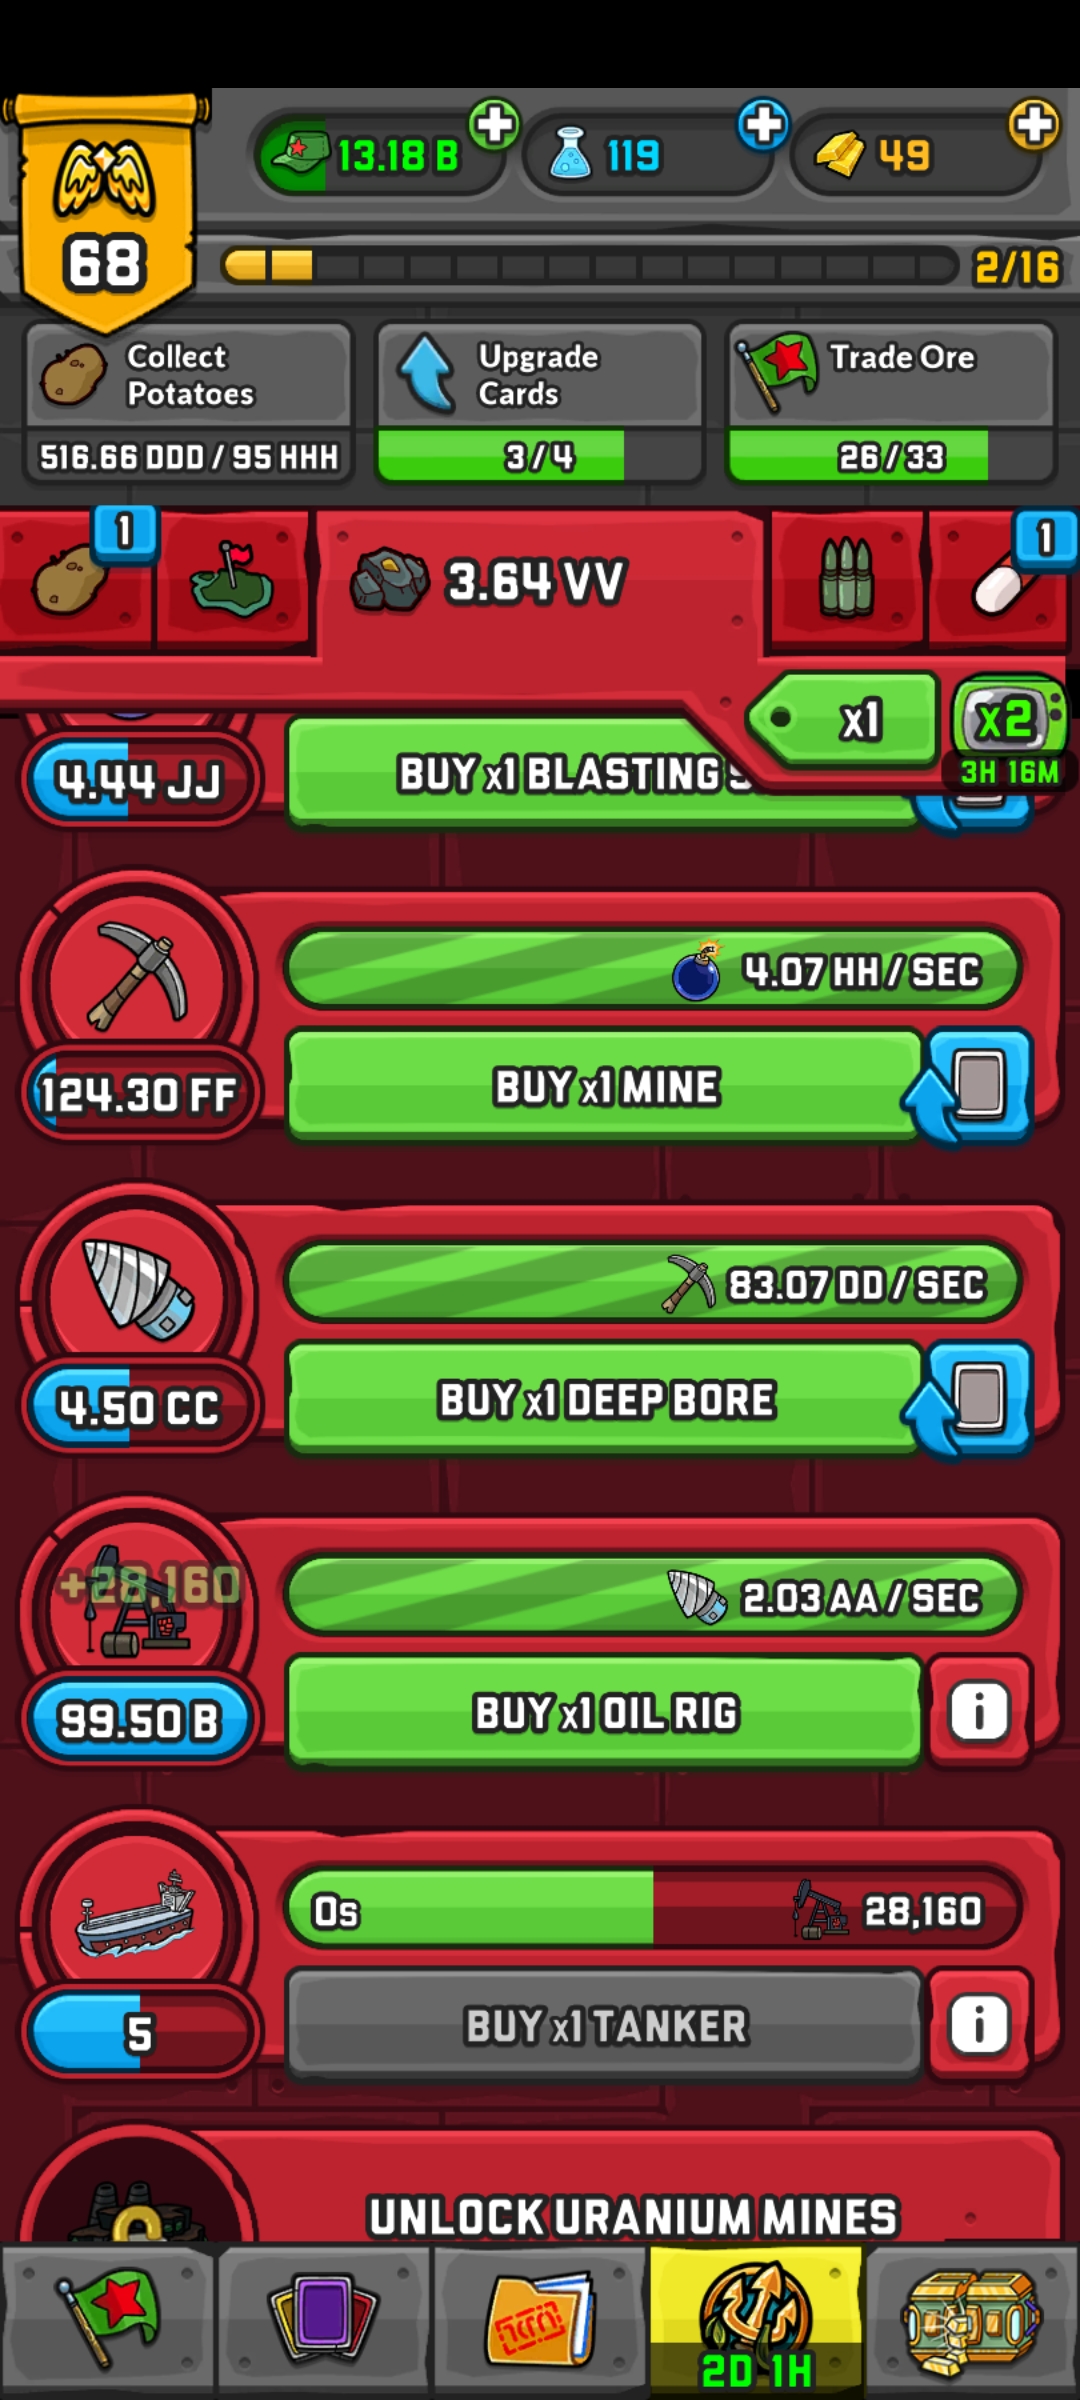 13.18 B
119
49
68
2/16
Collect
Potatoes
516.66 DDD / 95 HHH
Upgrade
Cards
3/4
Trade Ore
26/33
1
3.64 VV
1
x1
x2
3H 16M
4.44 JJ
BUY x1 BLASTING
4.07 HH / SEC
124.30 FF
BUY x1 MINE
83.07 DD / SEC
4.50 CC
BUY x1 DEEP BORE
+28,160
2.03 AA / SEC
99.50 B
BUY x1 OIL RIG
i
0s
28,160
5
BUY x1 TANKER
i
UNLOCK URANIUM MINES
2D 1H